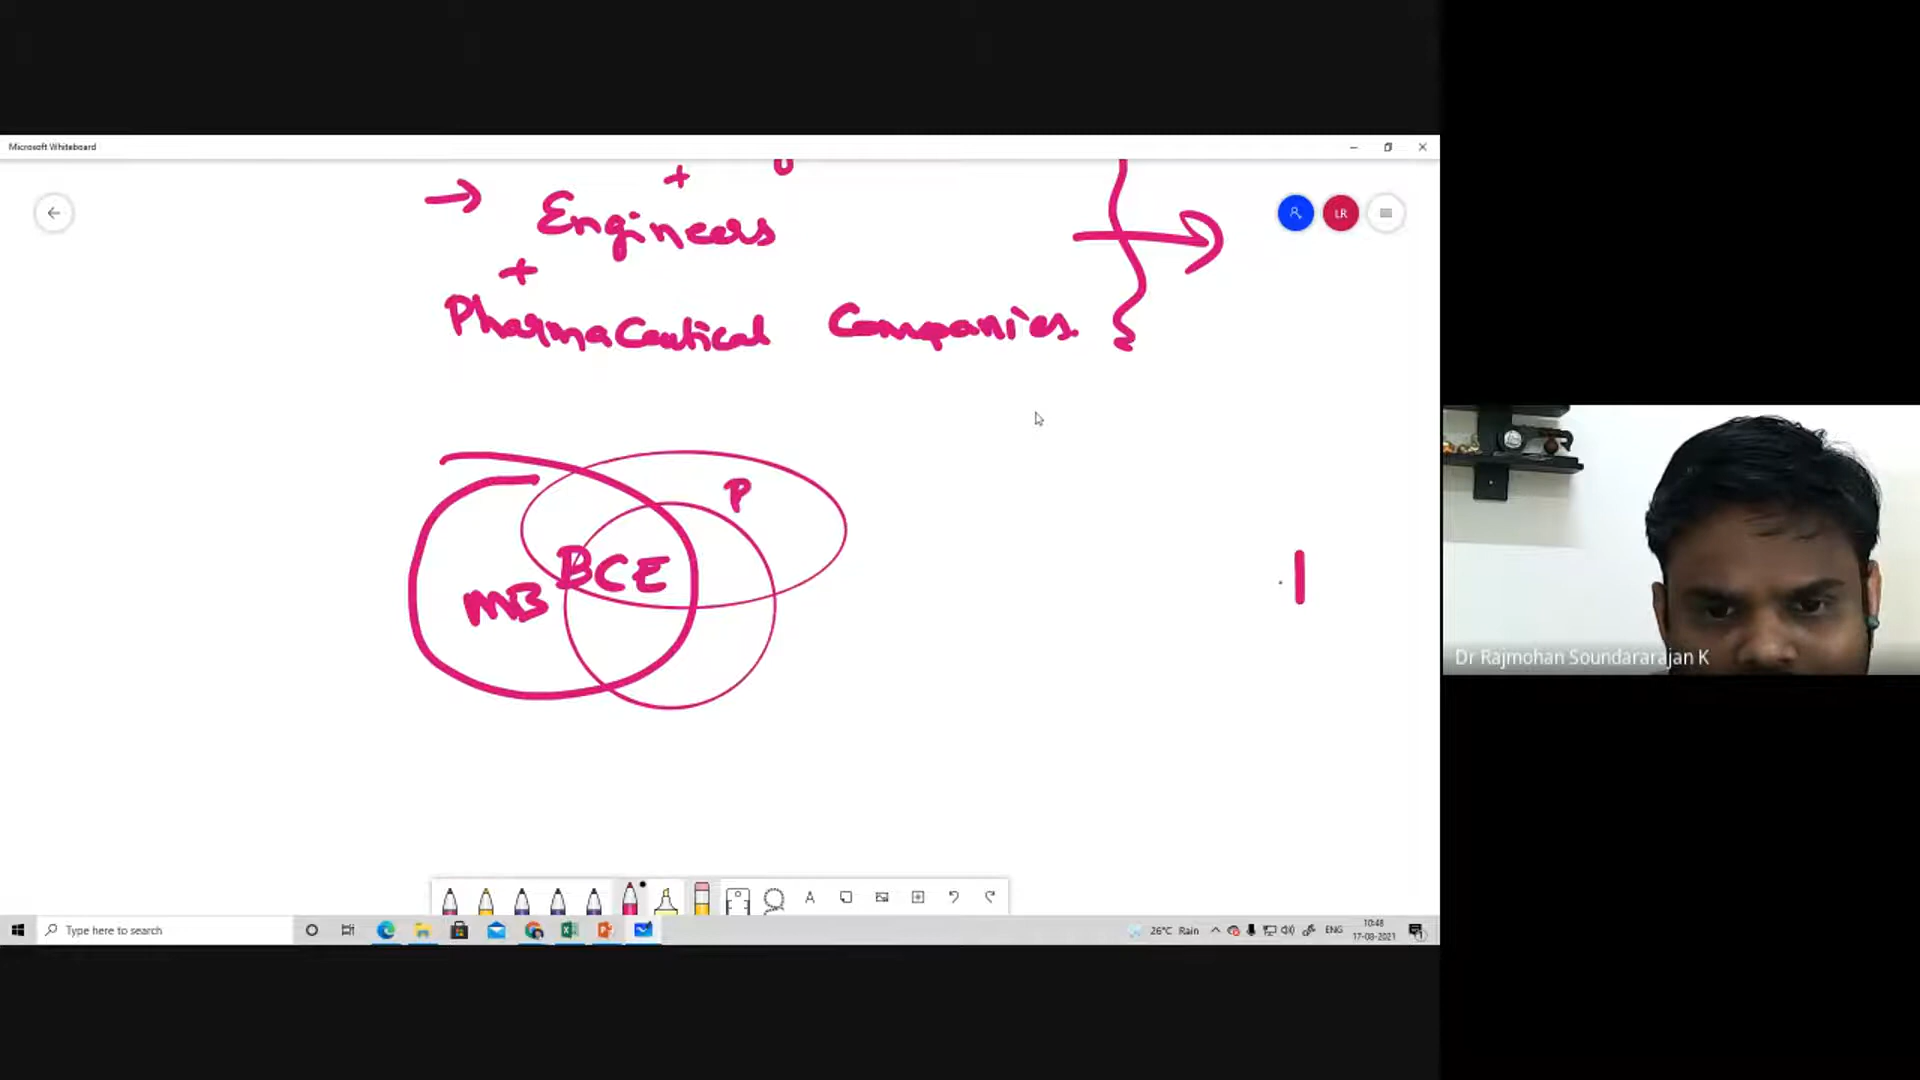 Microsoft Whiteboard
+
→ Engineers
LR
+
Pharmaceutical Companies.
P
BCE
MB
Dr Rajmohan Soundararajan K
A
Type here to search
26°C Rain
ENG
10:48
17-08-2021